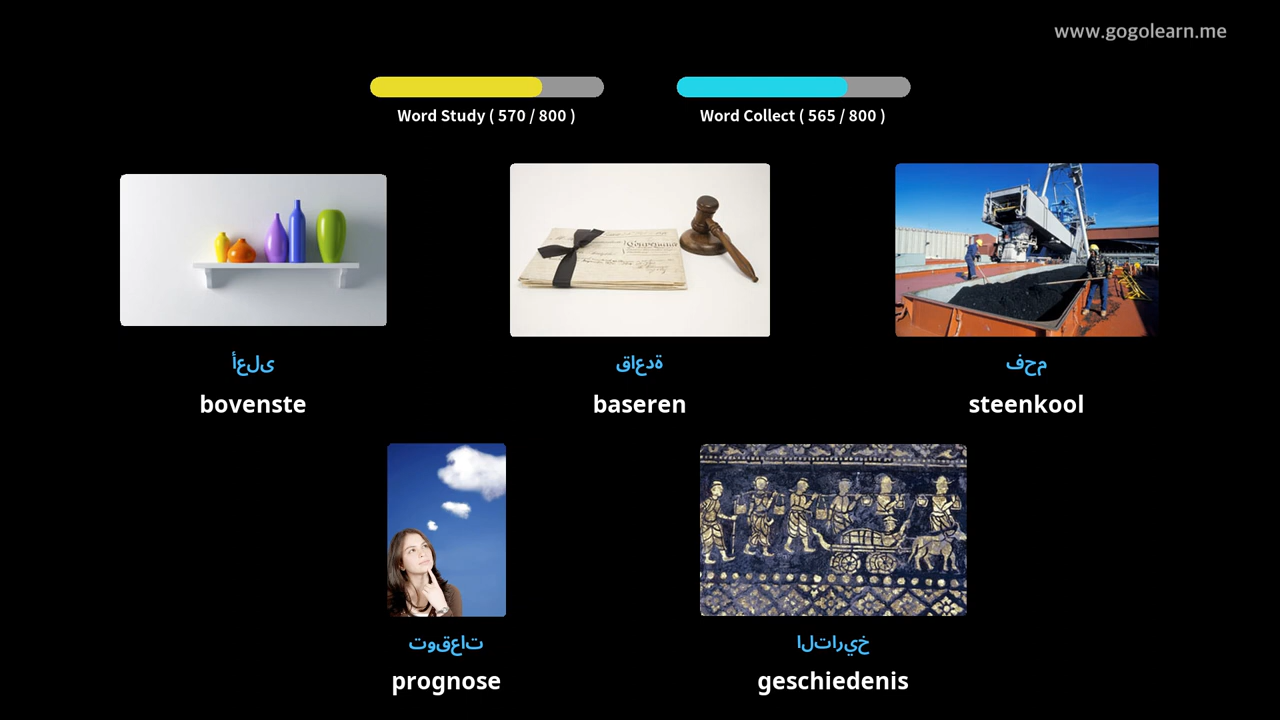 www.gogolearn.me
Word Study ( 570 / 800 )
Word Collect ( 565 / 800 )
أعلى
قاعدة
فحم
bovenste
baseren
steenkool
توقعات
التاريخ
prognose
geschiedenis